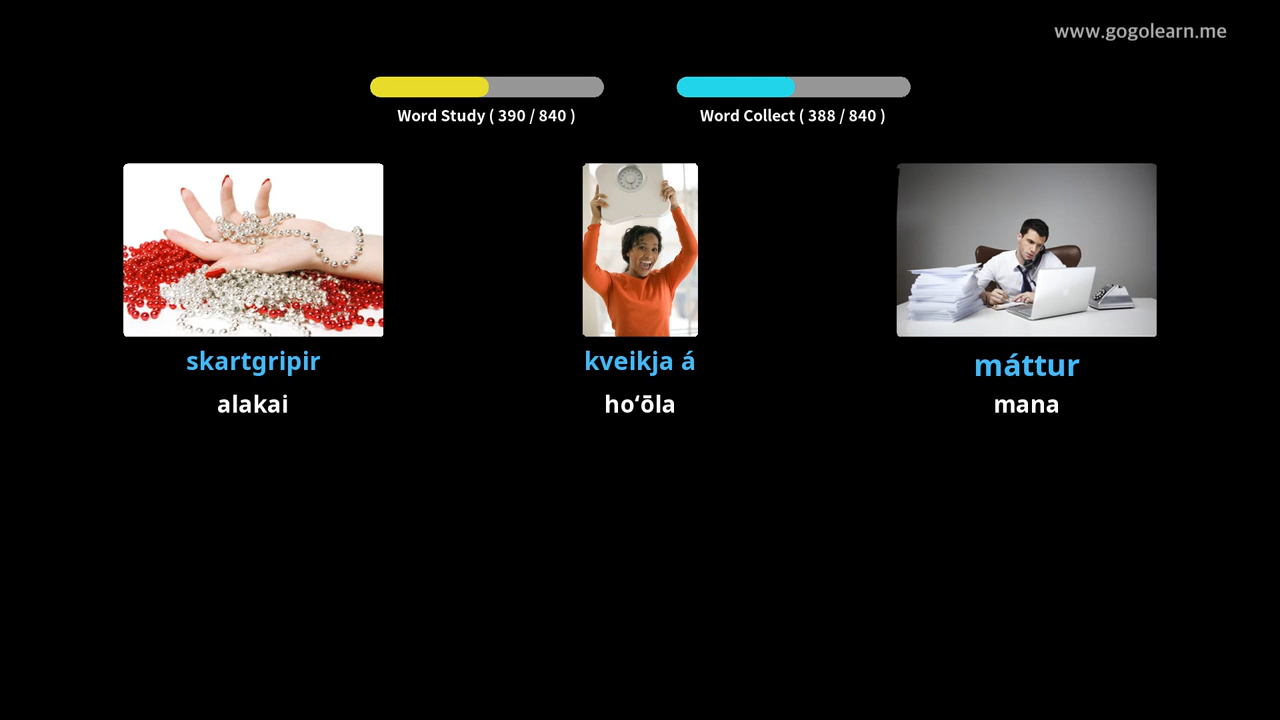 www.gogolearn.me
Word Study ( 390 / 840 )
Word Collect ( 388 / 840 )
skartgripir
kveikja á
máttur
alakai
hoʻōla
mana